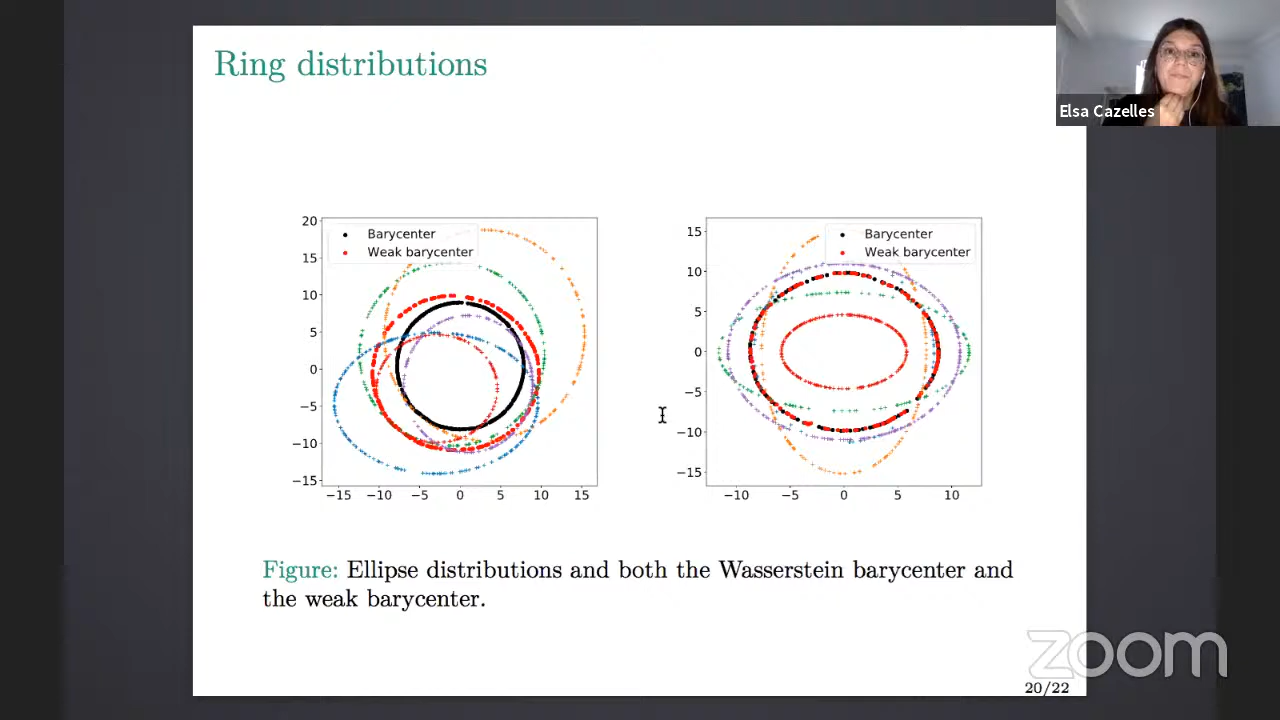 Ring distributions
Elsa Cazelles
Barycenter
Weak barycenter
20
15
10
5
0
−5
−10
−15
−15 −10 −5 0 5 10 15
Barycenter
Weak barycenter
15
10
5
0
−5
−10
−15
−10 −5 0 5 10
Figure: Ellipse distributions and both the Wasserstein barycenter and
the weak barycenter.
zoom
20/22